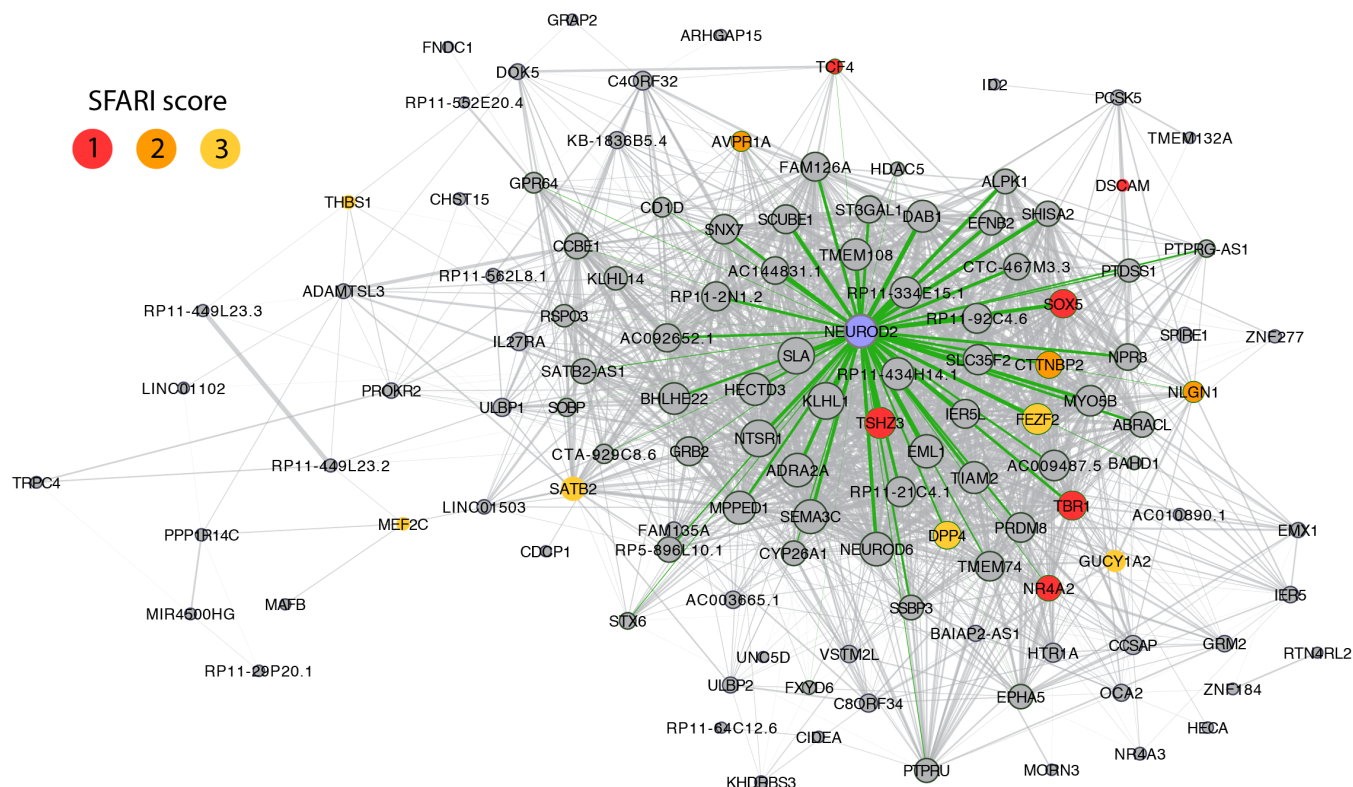 GRAP2
ARHGAP15
FNDC1
DOK5
C4ORF32
TCF4
ID2
PCSK5
SFARI score
1 2 3
RP11-552E20.4
KB-1836B5.4
AVPR1A
TMEM132A
FAM126A
HDAC5
GPR64
ALPK1
DSCAM
THBS1
CHST15
CD1D
ST3GAL1
SCUBE1
DAB1
EFNB2
SHISA2
SNX7
CCBE1
PTPRG-AS1
TMEM108
RP11-562L8.1
KLHL14
AC144831.1
CTC-467M3.3
PTDSS1
ADAMTSL3
RP11-2N1.2
RP11-334E15.1
SOX5
RP11-449L23.3
RSPO3
RP11-92C4.6
NEUROD2
IL27RA
AC092652.1
SPIRE1
ZNF277
SLA
SLC35F2
NPR3
CTTNBP2
SATB2-AS1
RP11-434H14.1
LINC01102
PROKR2
HECTD3
NLGN1
BHLHE22
KLHL1
MYO5B
ULBP1
SOBP
IER5L
FEZF2
TSHZ3
ABRACL
NTSR1
GRB2
EML1
CTA-929C8.6
BAHD1
RP11-449L23.2
ADRA2A
AC009487.5
TIAM2
TRPC4
SATB2
RP11-21C4.1
LINC01503
MPPED1
SEMA3C
TBR1
AC010890.1
MEF2C
PPP1R14C
FAM135A
DPP4
PRDM8
EMX1
CDCP1
RP5-896L10.1
CYP26A1
NEUROD6
GUCY1A2
TMEM74
NR4A2
IER5
MAFB
AC003665.1
MIR4500HG
SSBP3
STX6
BAIAP2-AS1
GRM2
CCSAP
HTR1A
RTN4RL2
UNC5D
VSTM2L
RP11-29P20.1
ULBP2
FXYD6
ZNF184
EPHA5
OCA2
C8ORF34
RP11-64C12.6
HECA
CIDEA
NR4A3
PTPRU
MORN3
KHDRBS3